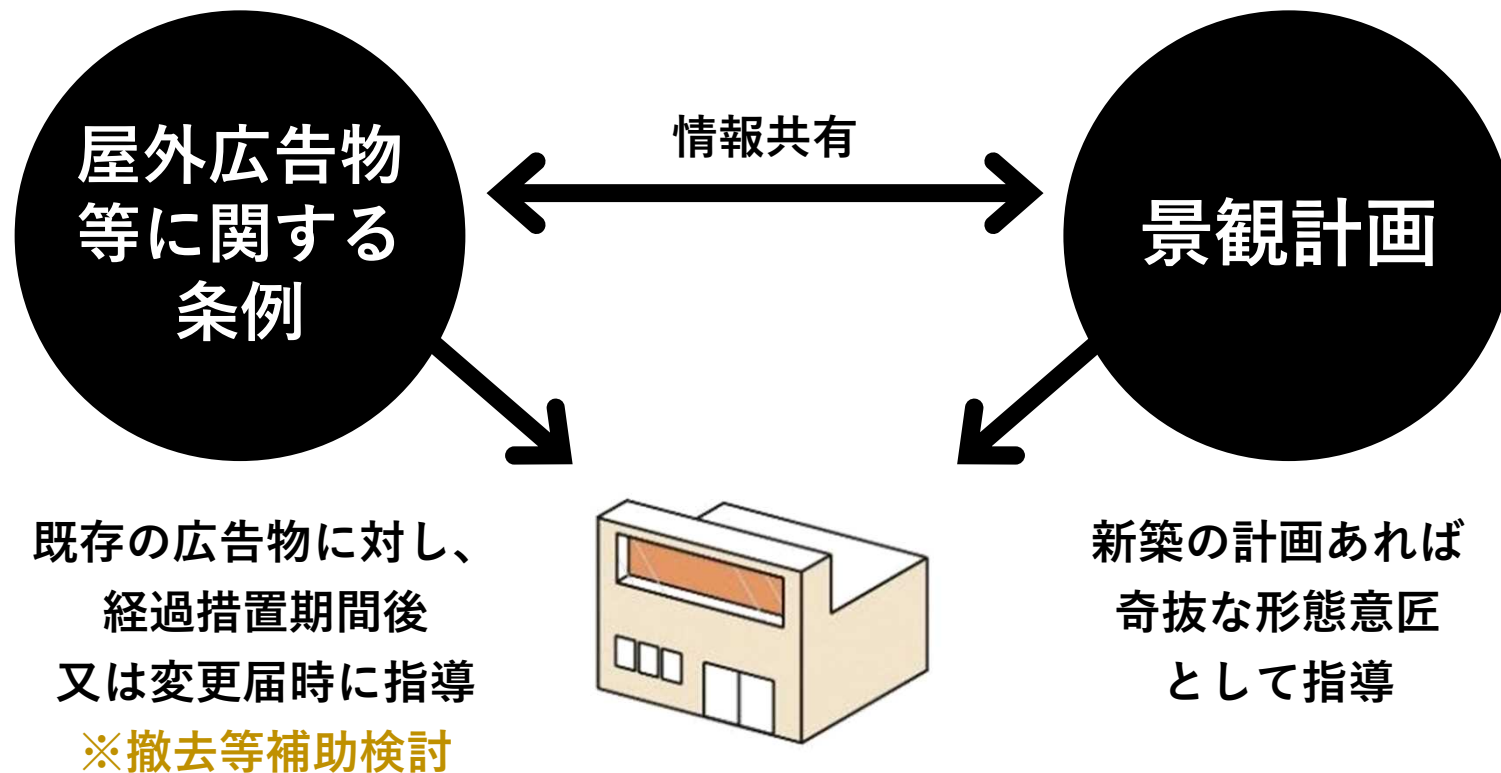 屋外広告物
等に関する
条例
情報共有
景観計画
既存の広告物に対し、
経過措置期間後
又は変更届時に指導
※撤去等補助検討
新築の計画あれば
奇抜な形態意匠
として指導